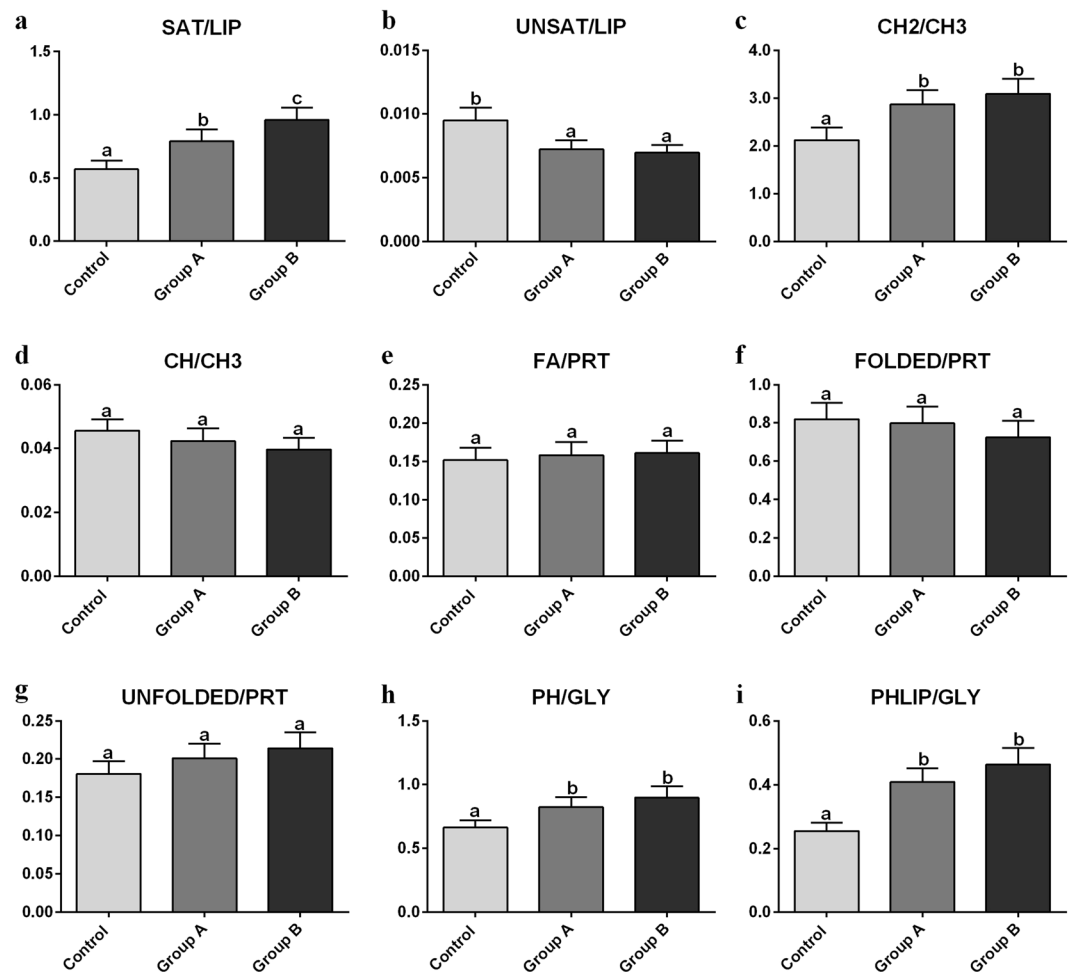 a
SAT/LIP
1.5
1.0
0.5
0.0
a
b
c
Control
Group A
Group B
b
UNSAT/LIP
0.015
0.010
0.005
0.000
b
a
a
Control
Group A
Group B
c
CH2/CH3
4.0
3.0
2.0
1.0
0.0
a
b
b
Control
Group A
Group B
d
CH/CH3
0.06
0.04
0.02
0.00
a
a
a
Control
Group A
Group B
e
FA/PRT
0.25
0.20
0.15
0.10
0.05
0.00
a
a
a
Control
Group A
Group B
f
FOLDED/PRT
1.0
0.8
0.6
0.4
0.2
0.0
a
a
a
Control
Group A
Group B
g
UNFOLDED/PRT
0.25
0.20
0.15
0.10
0.05
0.00
a
a
a
Control
Group A
Group B
h
PH/GLY
1.5
1.0
0.5
0.0
a
b
b
Control
Group A
Group B
i
PHLIP/GLY
0.6
0.4
0.2
0.0
a
b
b
Control
Group A
Group B